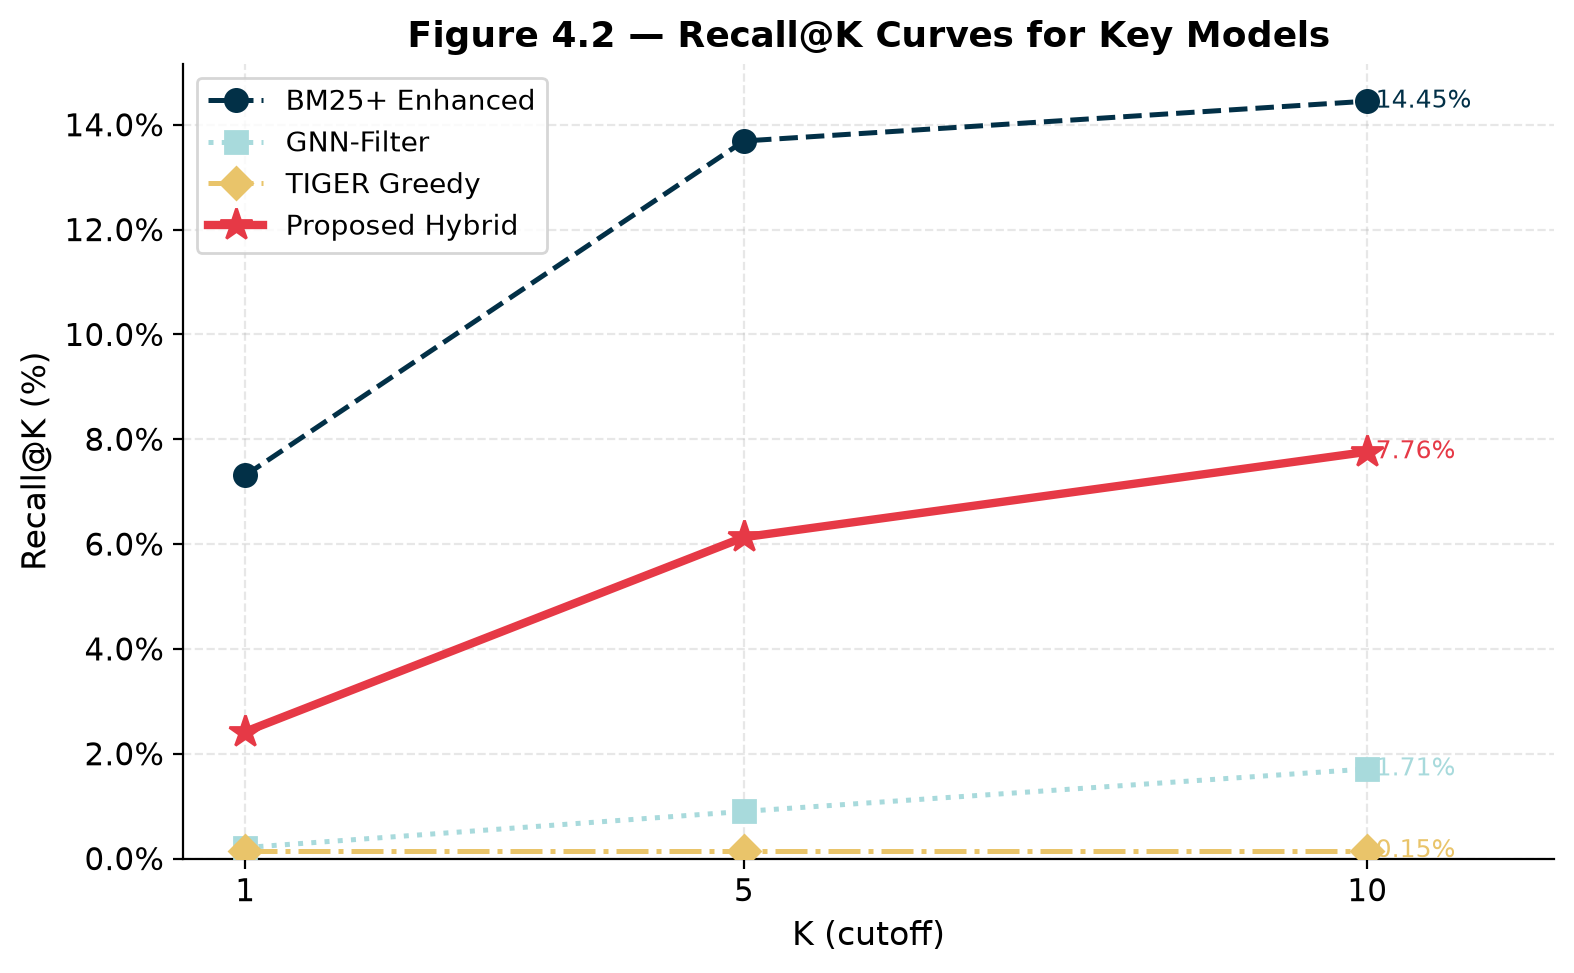 Figure 4.2 — Recall@K Curves for Key Models
BM25+ Enhanced
GNN-Filter
TIGER Greedy
Proposed Hybrid
14.45%
7.76%
1.71%
0.15%
Recall@K (%)
14.0%
12.0%
10.0%
8.0%
6.0%
4.0%
2.0%
0.0%
1 5 10
K (cutoff)